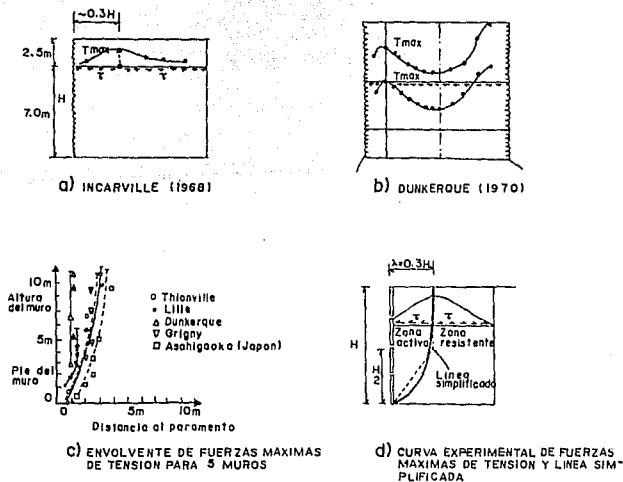 ~0.3H
2.5m
Tmax
τ τ
H
7.0m
a) INCARVILLE (1968)
Tmax
Tmax
b) DUNKERQUE (1970)
10m
Altura
del muro
5m
Pie del
muro
0
5m
10m
Distancia al paramento
Thionville
Lille
Dunkerque
Grigny
Asahigaoka (Japon)
c) ENVOLVENTE DE FUERZAS MAXIMAS
DE TENSION PARA 5 MUROS
λ=0.3H
H
τ τ
Zona
activa
Zona
resistente
H
2
Linea
simplificada
d) CURVA EXPERIMENTAL DE FUERZAS
MAXIMAS DE TENSION Y LINEA SIM-
PLIFICADA